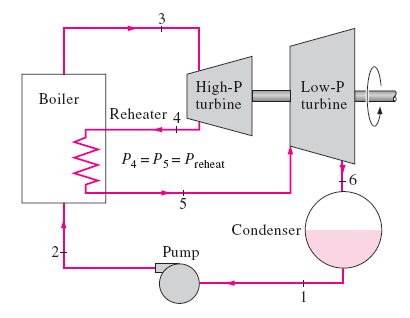 3
High-P
turbine
Low-P
turbine
Boiler
Reheater
4
P4 = P5 = Preheat
5
6
Condenser
2
Pump
1